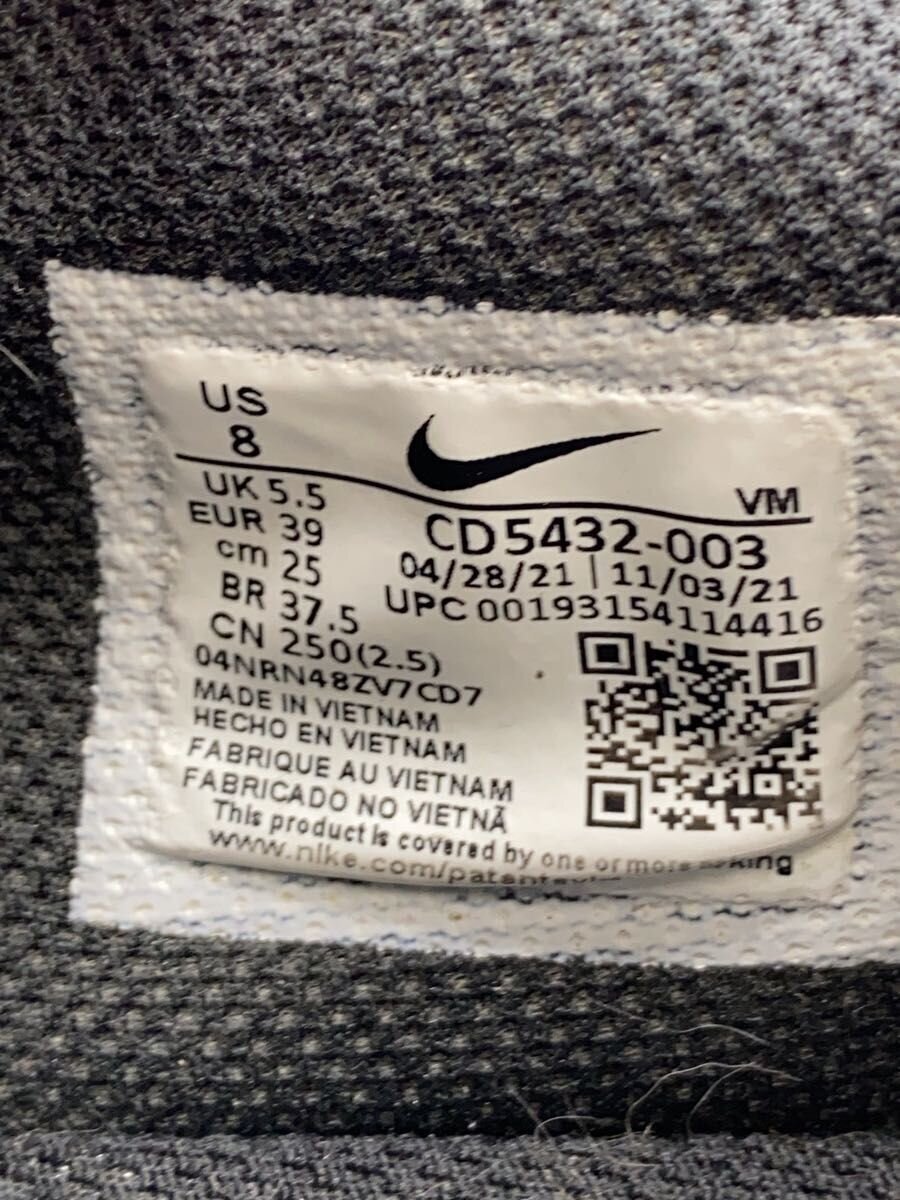 US
8
VM
UK 5.5
EUR 39
cm 25
BR 37.5
CN 250(2.5)
CD5432-003
04/28/21 | 11/03/21
UPC 00193154114416
04NRN48ZV7CD7
MADE IN VIETNAM
HECHO EN VIETNAM
FABRIQUE AU VIETNAM
FABRICADO NO VIETNÃ
This product is covered by one or more
www.nike.com/patents